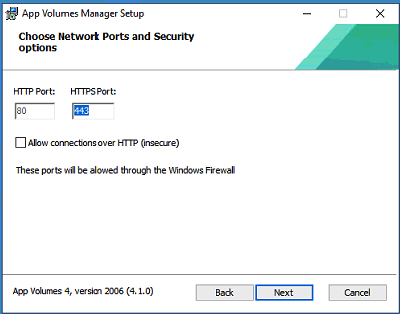 App Volumes Manager Setup
Choose Network Ports and Security
options
HTTP Port: HTTPS Port:
80 443
Allow connections over HTTP (insecure)
These ports will be alowed through the Windows Firewall
App Volumes 4, version 2006 (4.1.0) Back Next Cancel